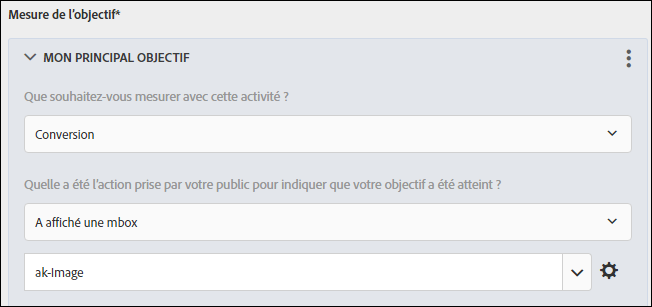 Mesure de l'objectif*
MON PRINCIPAL OBJECTIF
Que souhaitez-vous mesurer avec cette activité ?
Conversion
Quelle a été l'action prise par votre public pour indiquer que votre objectif a été atteint ?
A affiché une mbox
ak-Image